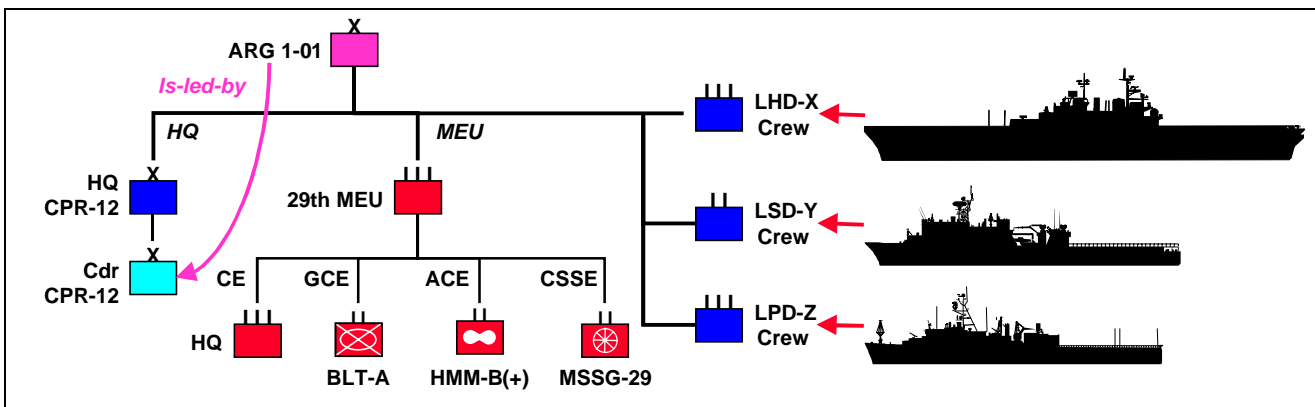 X
ARG 1-01
Is-led-by
HQ
MEU
X
HQ
CPR-12
29th MEU
X
Cdr
CPR-12
CE
GCE
ACE
CSSE
HQ
BLT-A
HMM-B(+)
MSSG-29
LHD-X
Crew
LSD-Y
Crew
LPD-Z
Crew